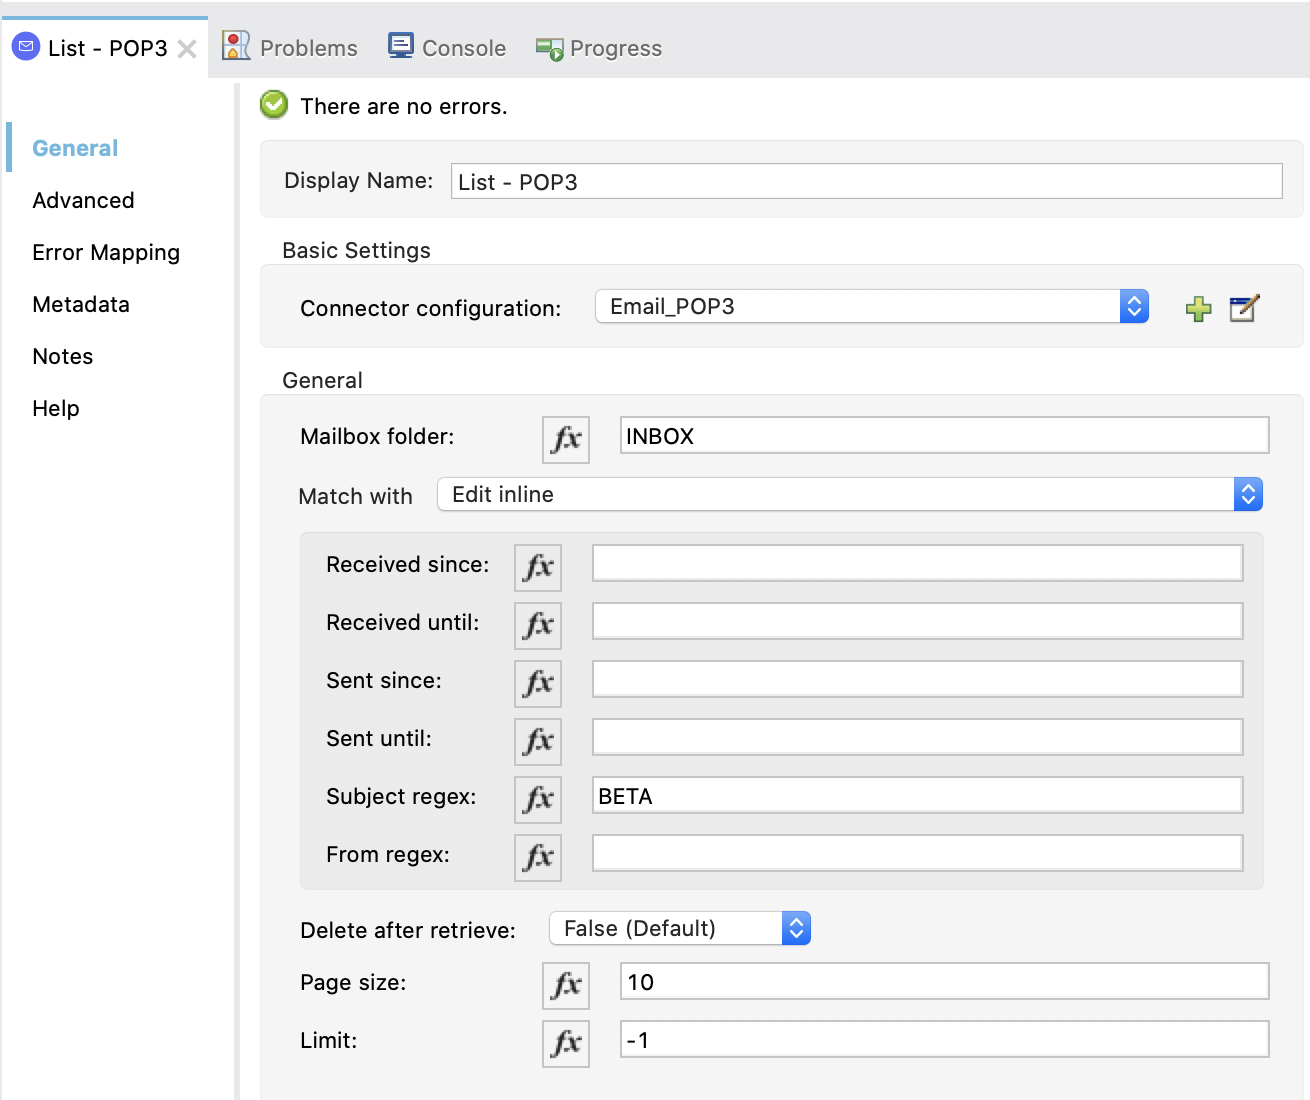 List - POP3 Problems Console Progress
There are no errors.
General
Advanced
Error Mapping
Metadata
Notes
Help
Display Name: List - POP3
Basic Settings
Connector configuration: Email_POP3
General
Mailbox folder: fx INBOX
Match with Edit inline
Received since: fx
Received until: fx
Sent since: fx
Sent until: fx
Subject regex: fx BETA
From regex: fx
Delete after retrieve: False (Default)
Page size: fx 10
Limit: fx -1